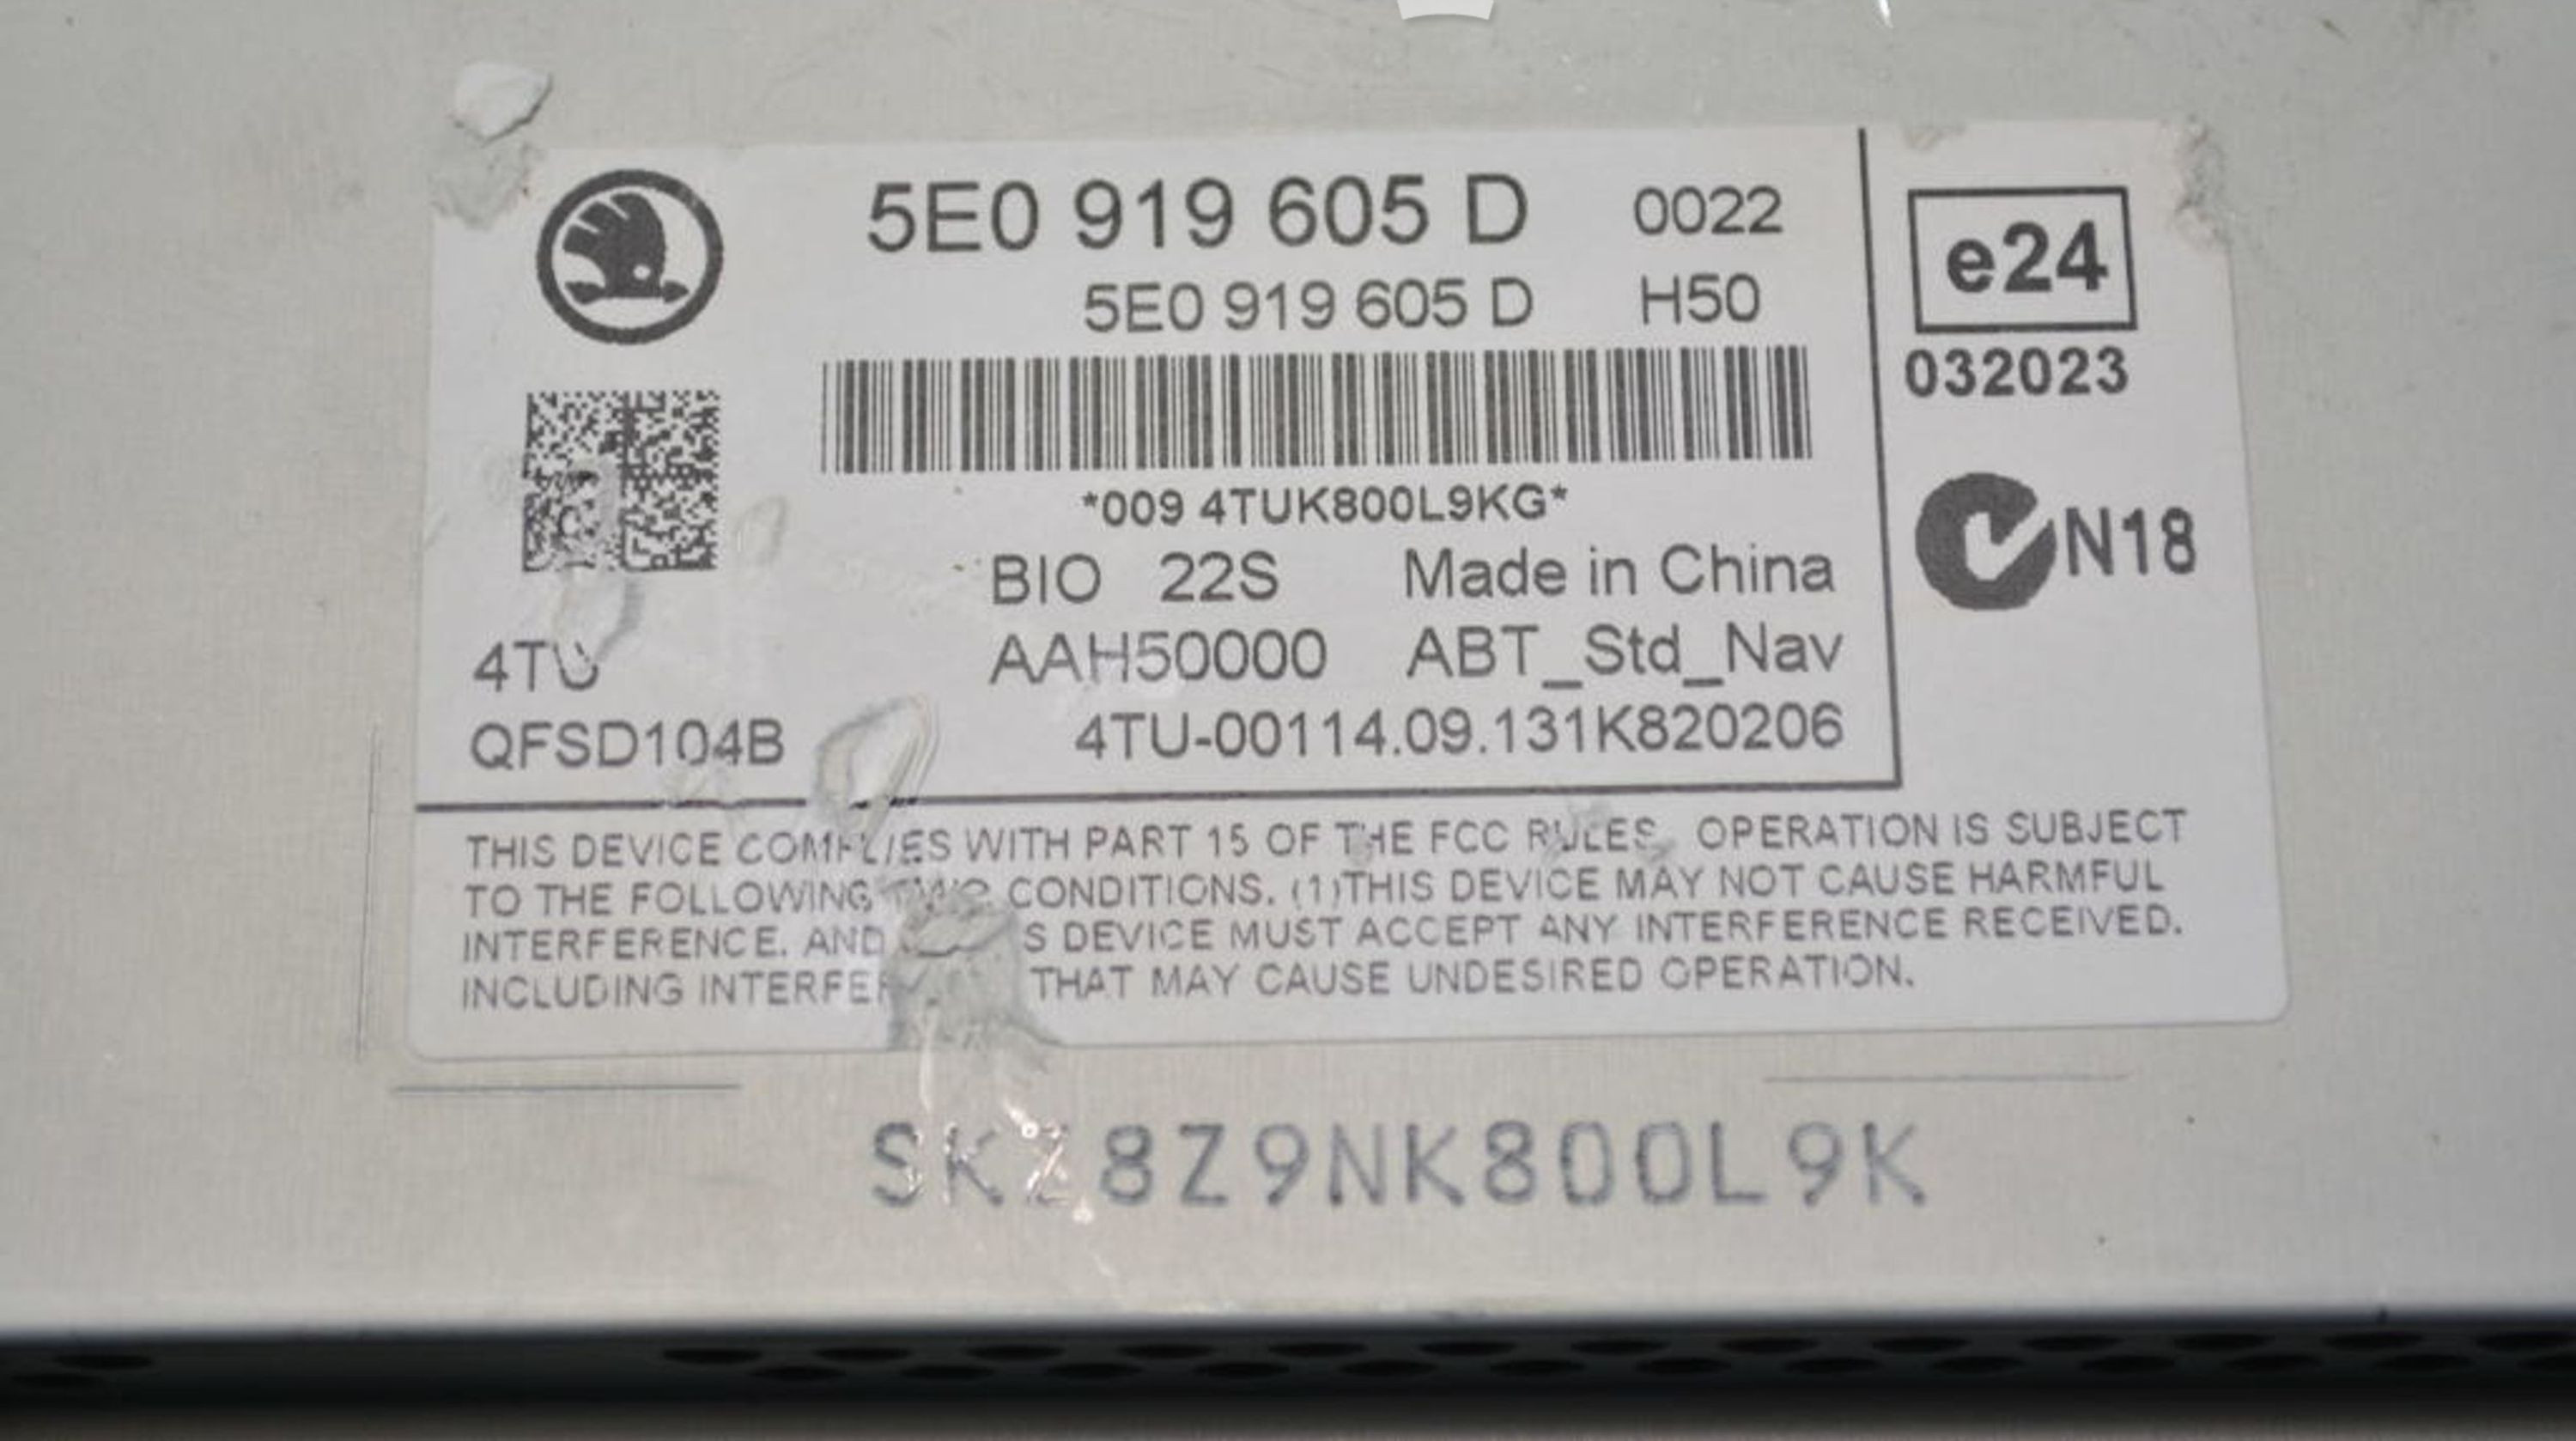 5E0 919 605 D 0022
5E0 919 605 D H50
e24
032023
*009 4TUK800L9KG*
N18
BIO 22S Made in China
4TU AAH50000 ABT_Std_Nav
QFSD104B 4TU-00114.09.131K820206
THIS DEVICE COMPLIES WITH PART 15 OF THE FCC RULES. OPERATION IS SUBJECT
TO THE FOLLOWING TWO CONDITIONS. (1)THIS DEVICE MAY NOT CAUSE HARMFUL
INTERFERENCE. AND DEVICE MUST ACCEPT ANY INTERFERENCE RECEIVED.
INCLUDING THAT MAY CAUSE UNDESIRED OPERATION.
SKZ8Z9NK800L9K